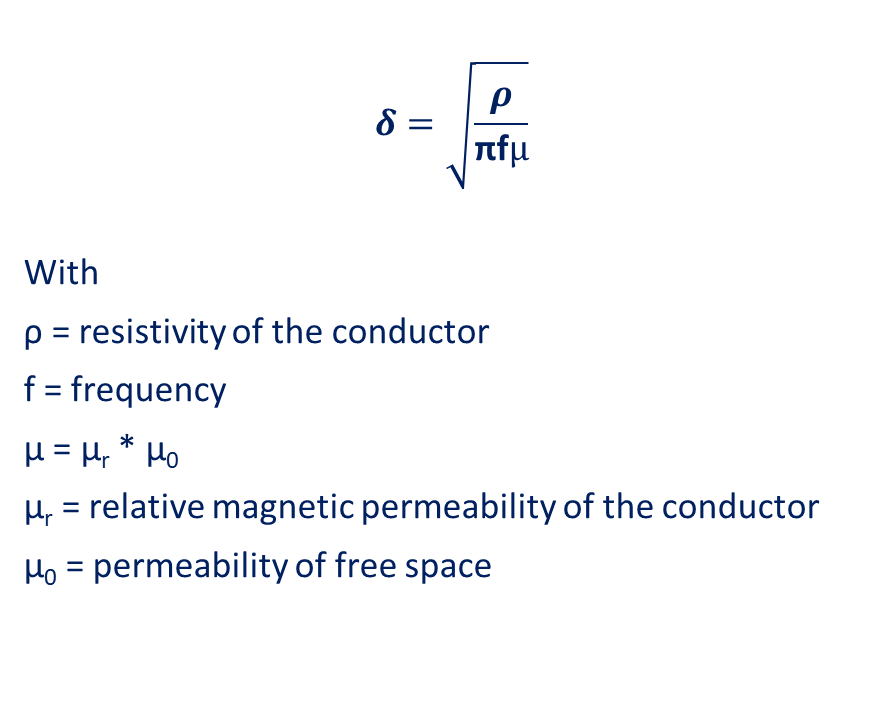 δ = √(ρ/(πfμ))
With
ρ = resistivity of the conductor
f = frequency
μ = μᵣ * μ₀
μᵣ = relative magnetic permeability of the conductor
μ₀ = permeability of free space